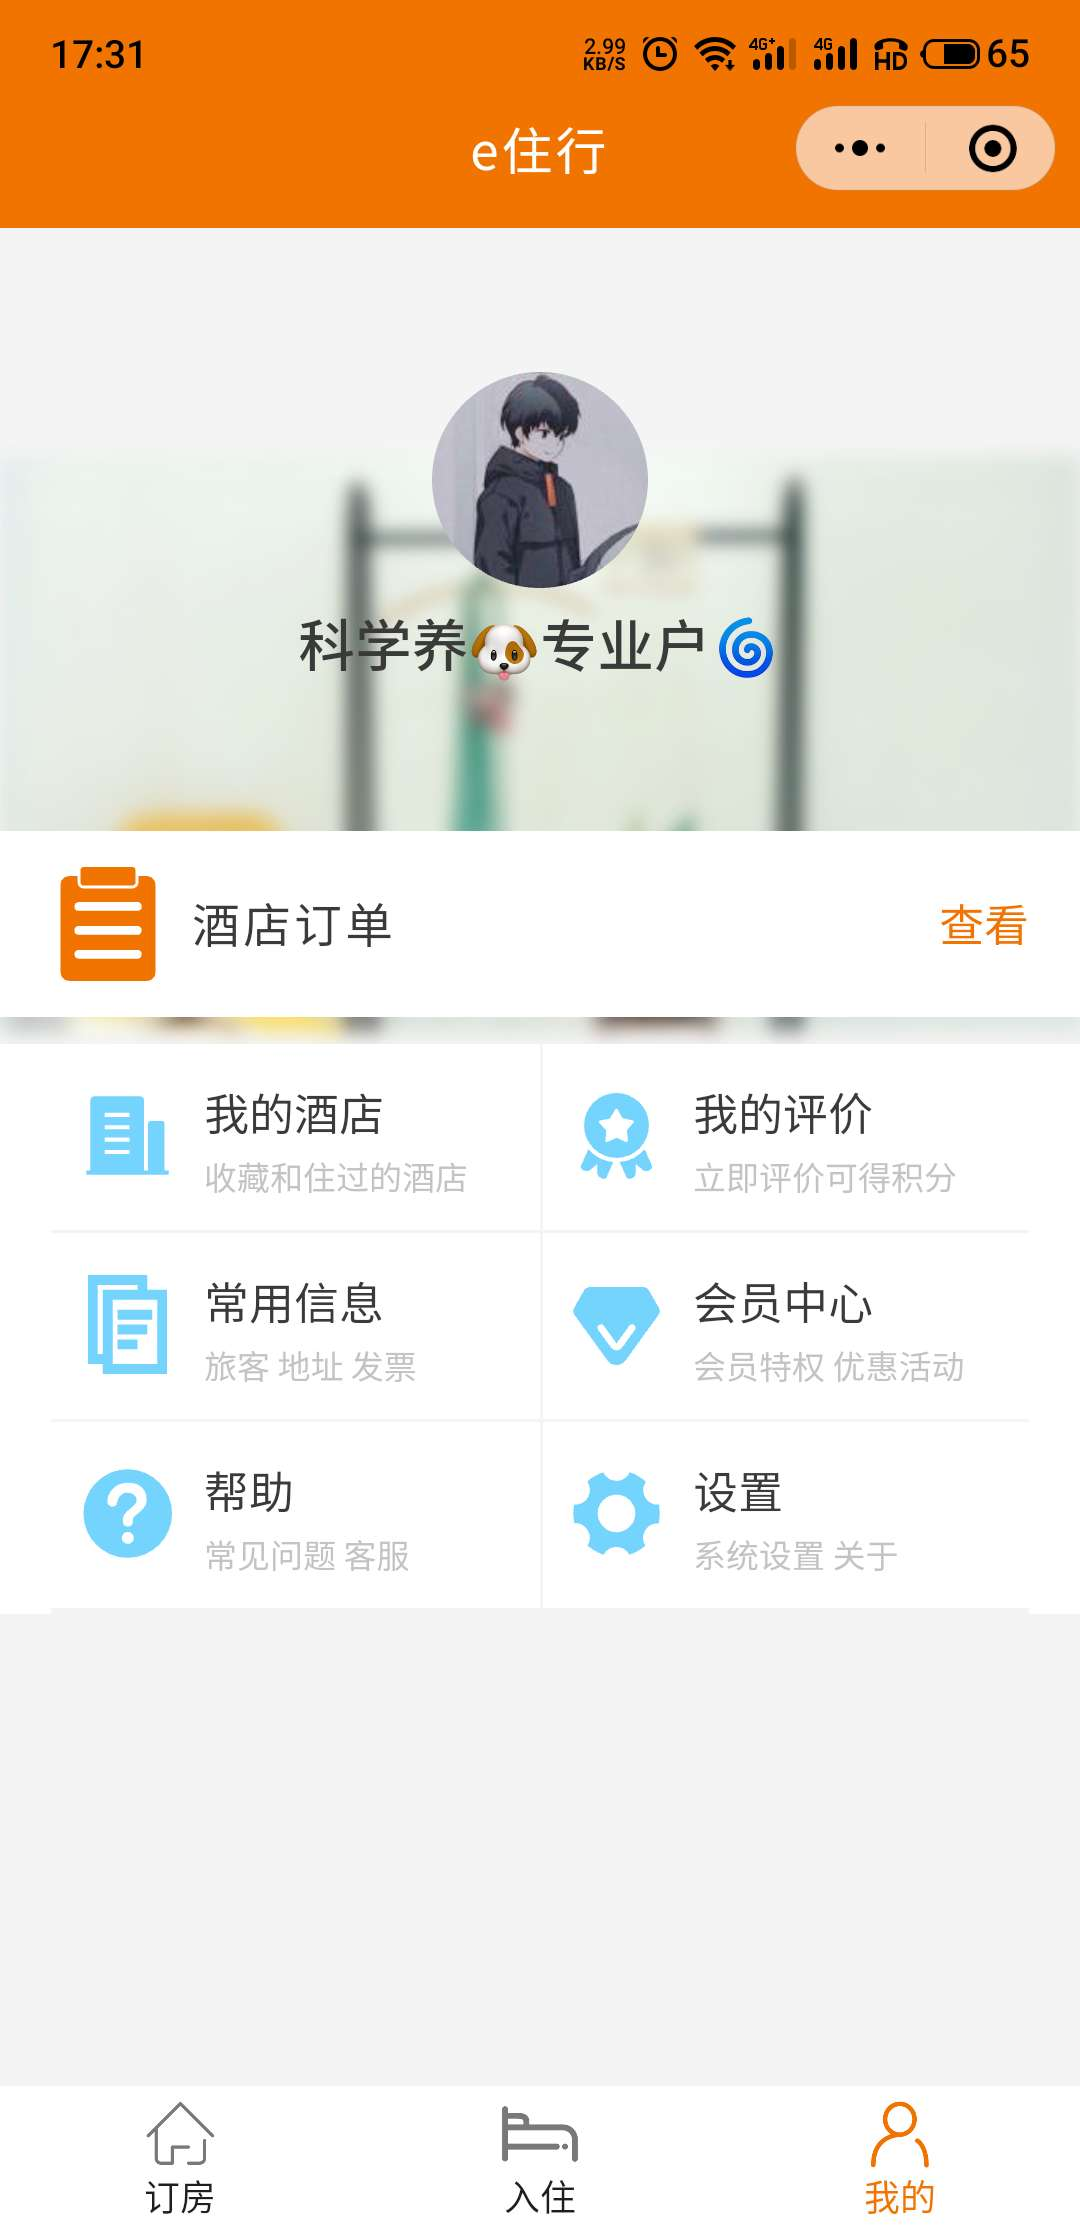 17:31 2.99 KB/S 4G+ 4G HD 65
e住行
科学养🐶专业户🌀
酒店订单 查看
我的酒店 我的评价
收藏和住过的酒店 立即评价可得积分
常用信息 会员中心
旅客 地址 发票 会员特权 优惠活动
帮助 设置
常见问题 客服 系统设置 关于
订房 入住 我的